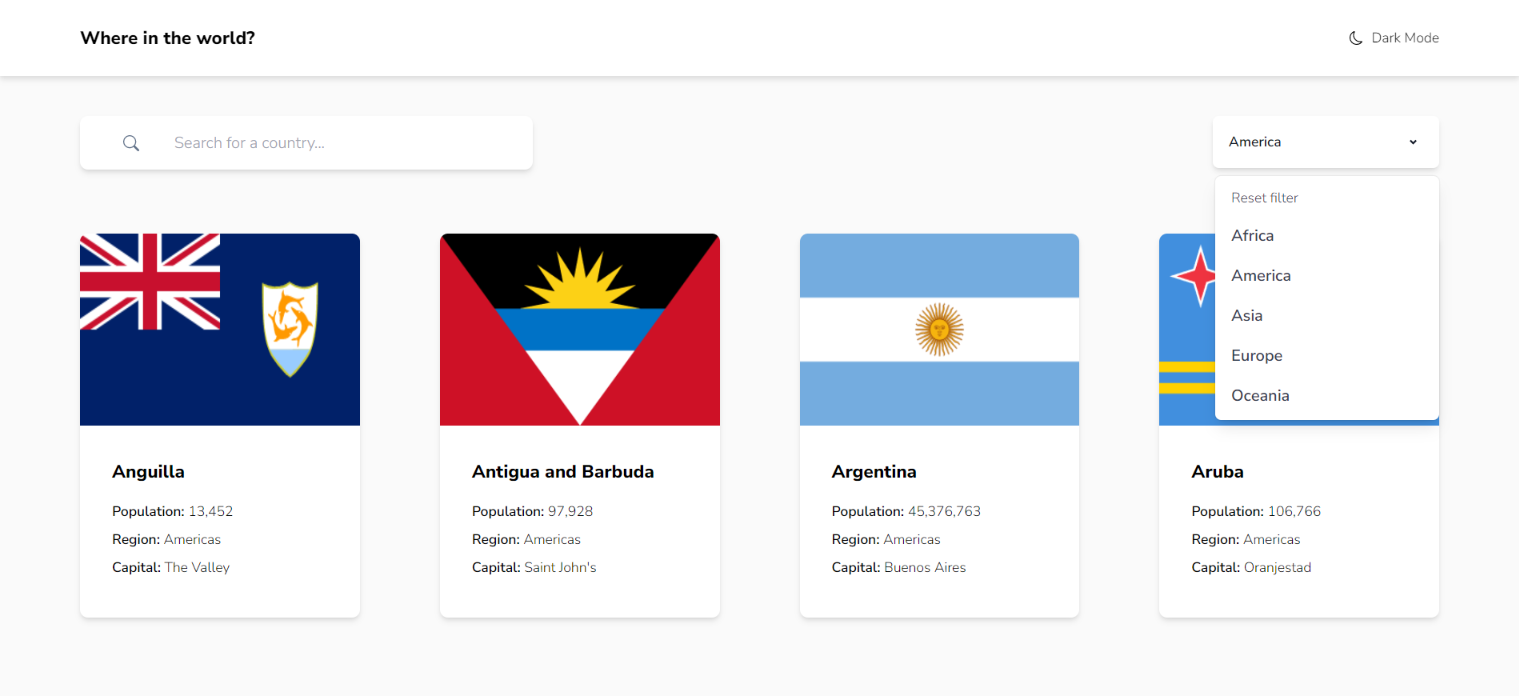 Where in the world?
Dark Mode
Search for a country...
America
Reset filter
Africa
America
Asia
Europe
Oceania
Anguilla
Population: 13,452
Region: Americas
Capital: The Valley
Antigua and Barbuda
Population: 97,928
Region: Americas
Capital: Saint John's
Argentina
Population: 45,376,763
Region: Americas
Capital: Buenos Aires
Aruba
Population: 106,766
Region: Americas
Capital: Oranjestad